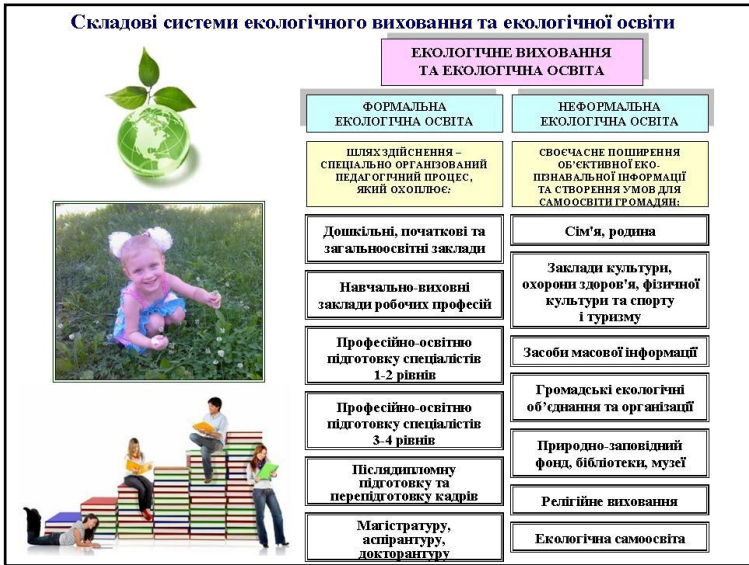 Складові системи екологічного виховання та екологічної освіти
ЕКОЛОГІЧНЕ ВИХОВАННЯ
ТА ЕКОЛОГІЧНА ОСВІТА
ФОРМАЛЬНА
ЕКОЛОГІЧНА ОСВІТА
ШЛЯХ ЗДІЙСНЕННЯ –
СПЕЦІАЛЬНО ОРГАНІЗОВАНИЙ
ПЕДАГОГІЧНИЙ ПРОЦЕС,
ЯКИЙ ОХОПЛЮЄ:
Дошкільні, початкові та
загальноосвітні заклади
Навчально-виховні
заклади робочих професій
Професійно-освітню
підготовку спеціалістів
1-2 рівнів
Професійно-освітню
підготовку спеціалістів
3-4 рівнів
Післядипломну
підготовку та
перепідготовку кадрів
Магістратуру,
аспірантуру,
докторантуру
НЕФОРМАЛЬНА
ЕКОЛОГІЧНА ОСВІТА
СВОЄЧАСНЕ ПОШИРЕННЯ
ОБ'ЄКТИВНОЇ ЕКО-
ПІЗНАВАЛЬНОЇ ІНФОРМАЦІЇ
ТА СТВОРЕННЯ УМОВ ДЛЯ
САМООСВІТИ ГРОМАДЯН:
Сім'я, родина
Заклади культури,
охорони здоров'я, фізичної
культури та спорту
і туризму
Засоби масової інформації
Громадські екологічні
об’єднання та організації
Природно-заповідний
фонд, бібліотеки, музеї
Релігійне виховання
Екологічна самоосвіта